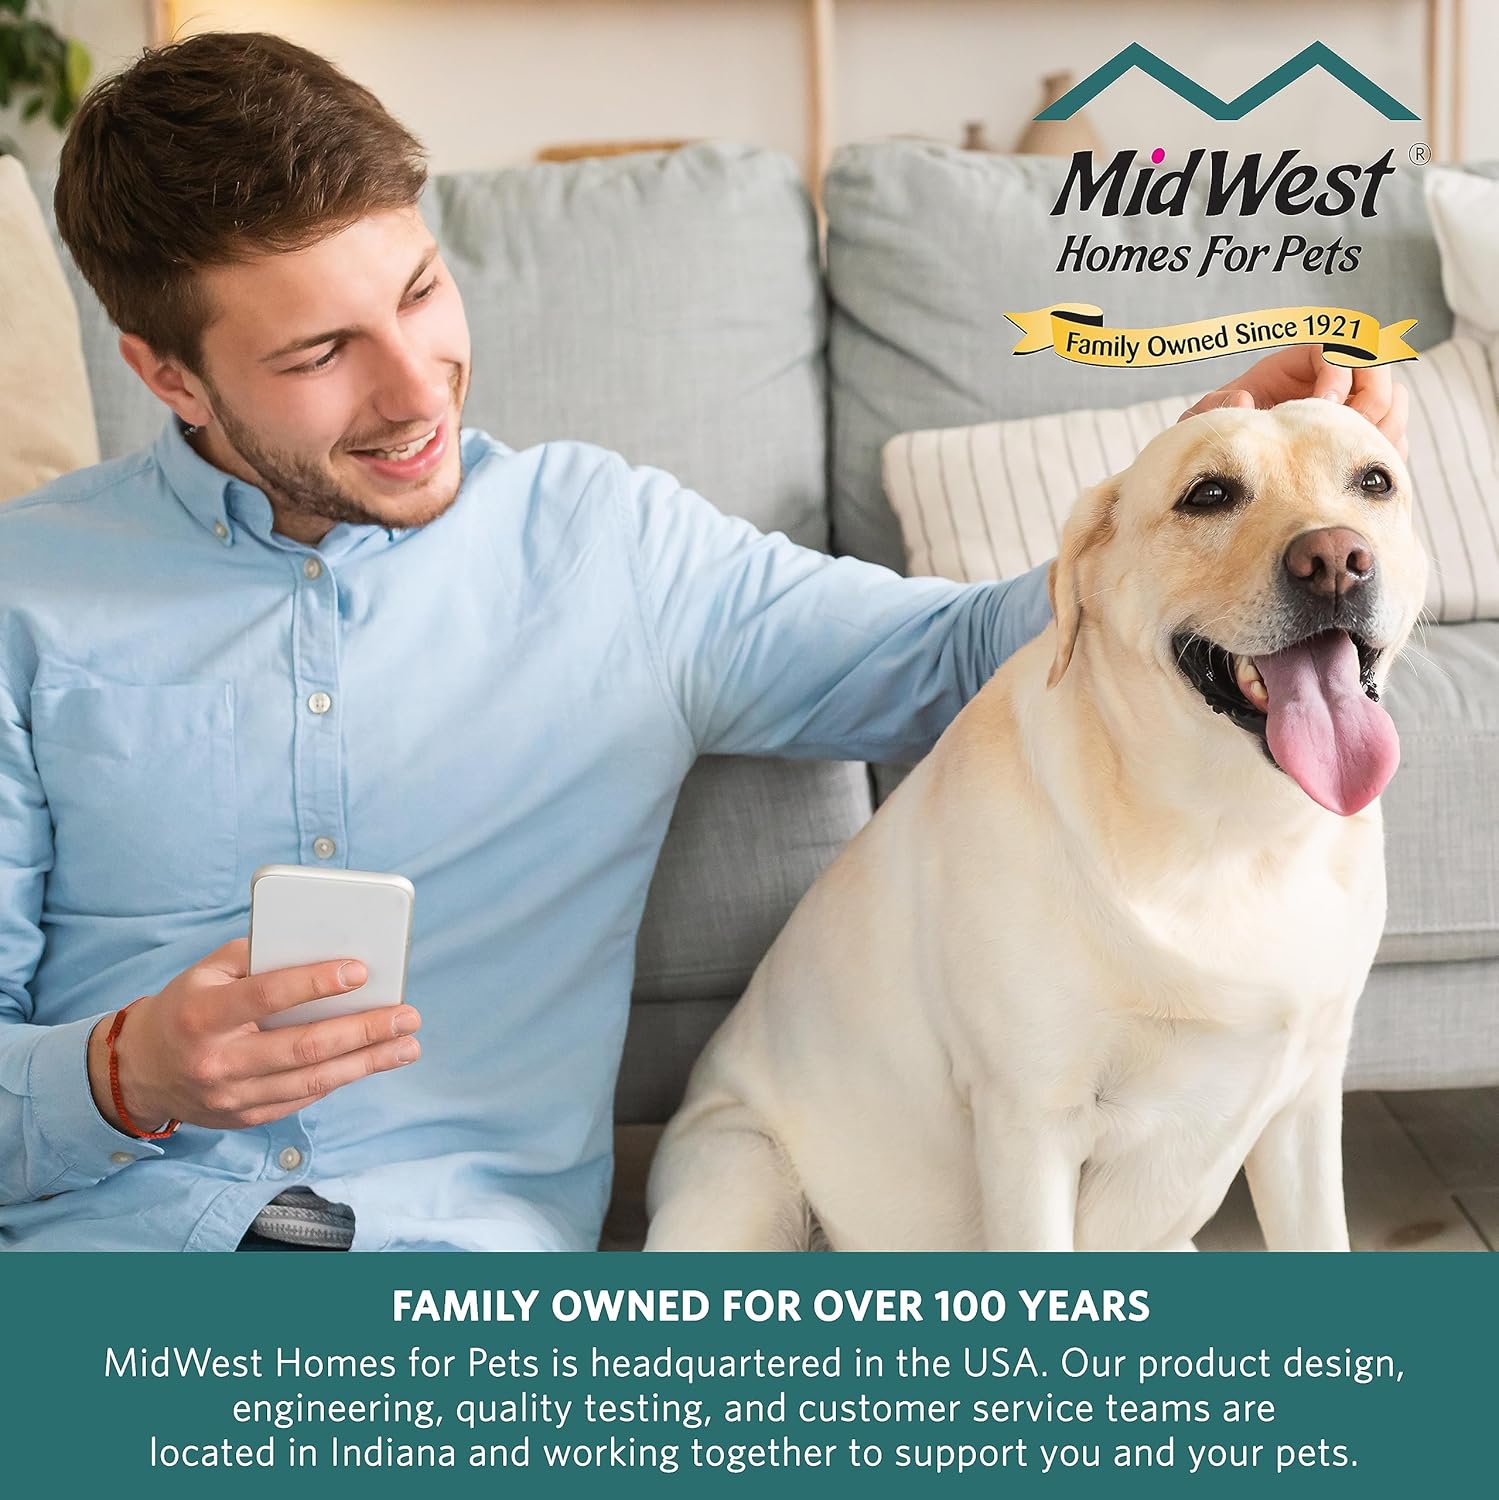 MidWest®
Homes For Pets
Family Owned Since 1921
FAMILY OWNED FOR OVER 100 YEARS
MidWest Homes for Pets is headquartered in the USA. Our product design,
engineering, quality testing, and customer service teams are
located in Indiana and working together to support you and your pets.